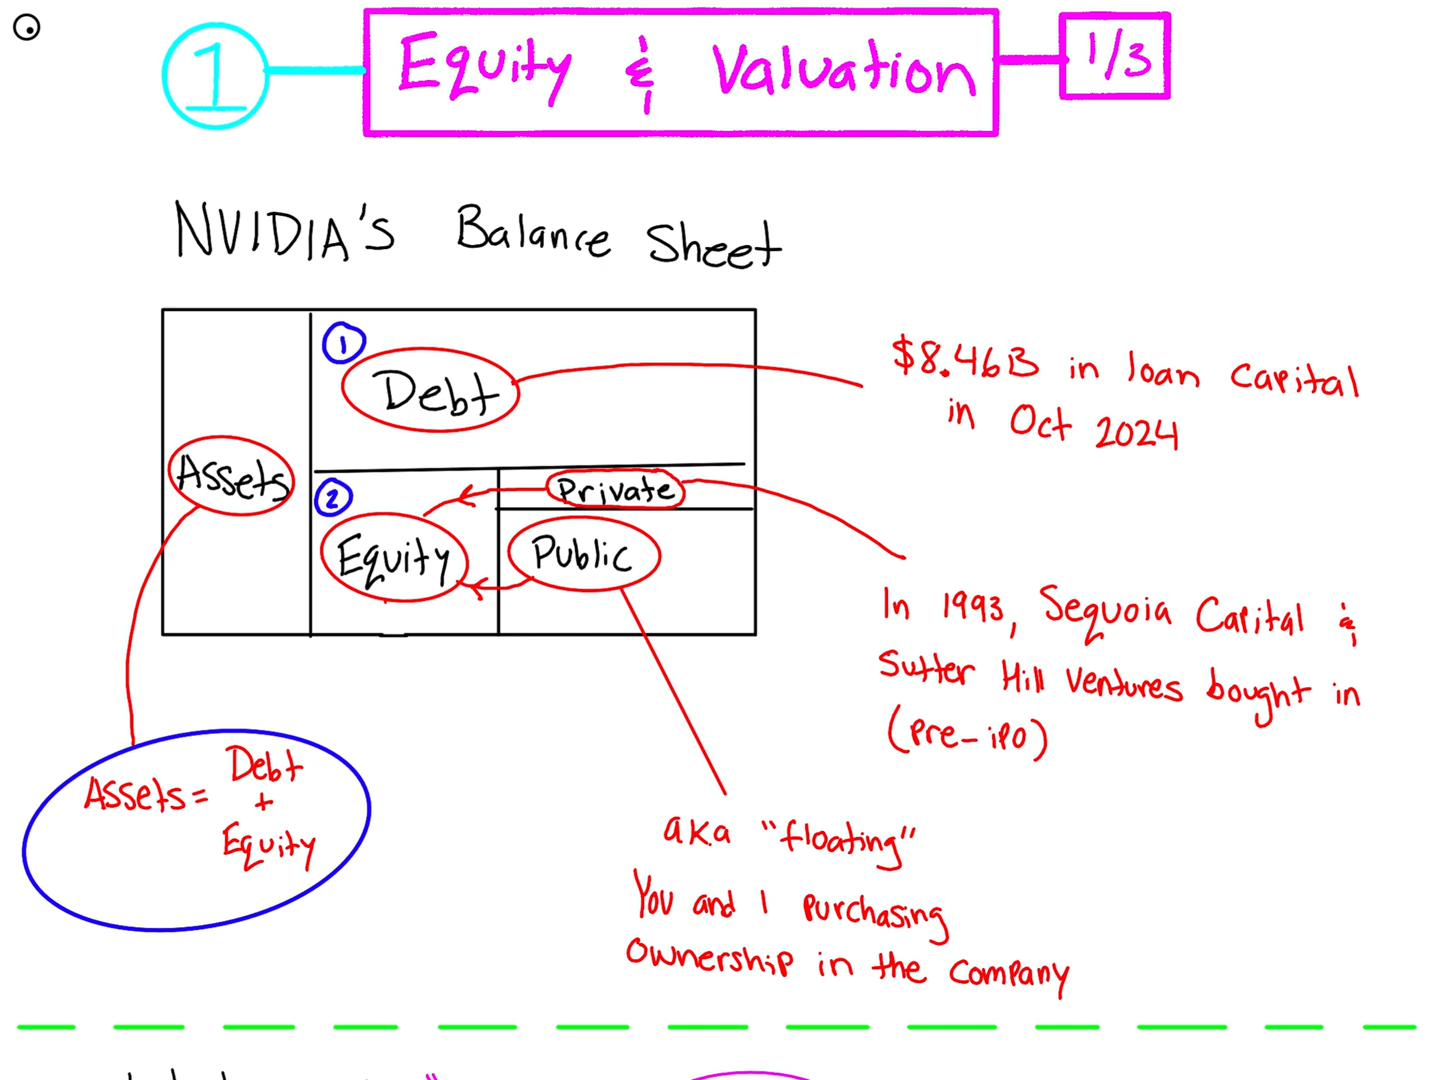 1
Equity & Valuation
1/3
NVIDIA's Balance Sheet
1
Debt
$8.46B in loan capital
in Oct 2024
Assets
2
Private
Equity
Public
In 1993, Sequoia Capital &
Sutter Hill Ventures bought in
(pre-iPO)
Assets = Debt
+
Equity
aka "floating"
You and I purchasing
ownership in the company